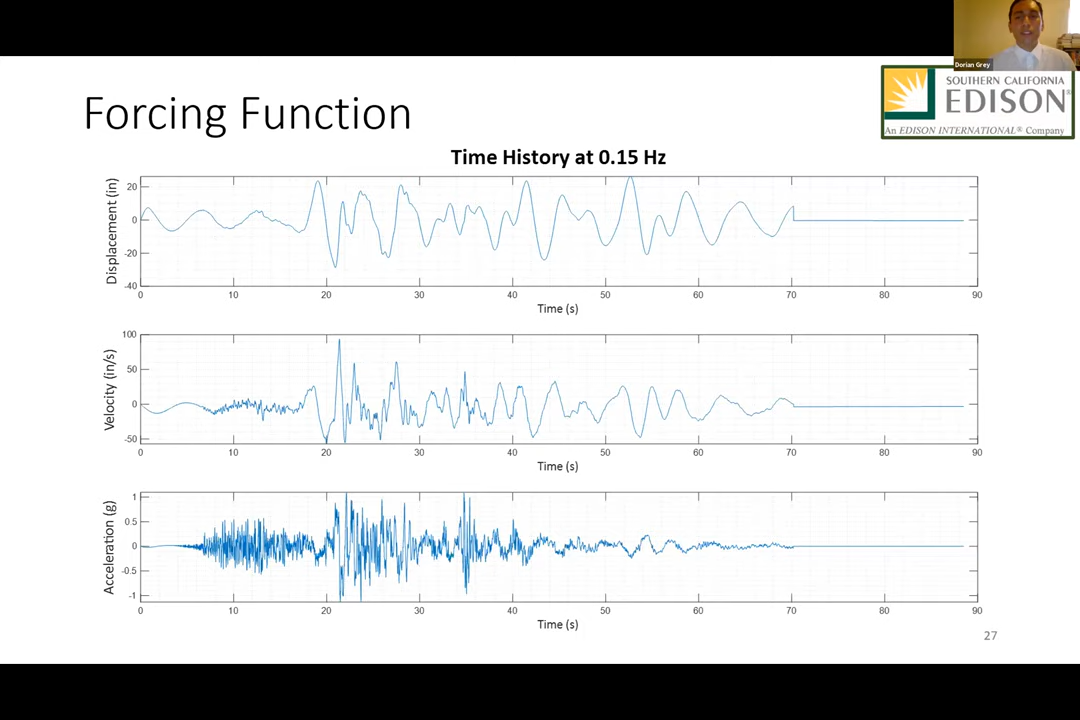 Dorian Grey
SOUTHERN CALIFORNIA
EDISON®
An EDISON INTERNATIONAL® Company
Forcing Function
Time History at 0.15 Hz
Displacement (in)
20
0
-20
-40
0 10 20 30 40 50 60 70 80 90
Time (s)
Velocity (in/s)
100
50
0
-50
0 10 20 30 40 50 60 70 80 90
Time (s)
Acceleration (g)
1
0.5
0
-0.5
-1
0 10 20 30 40 50 60 70 80 90
Time (s)
27